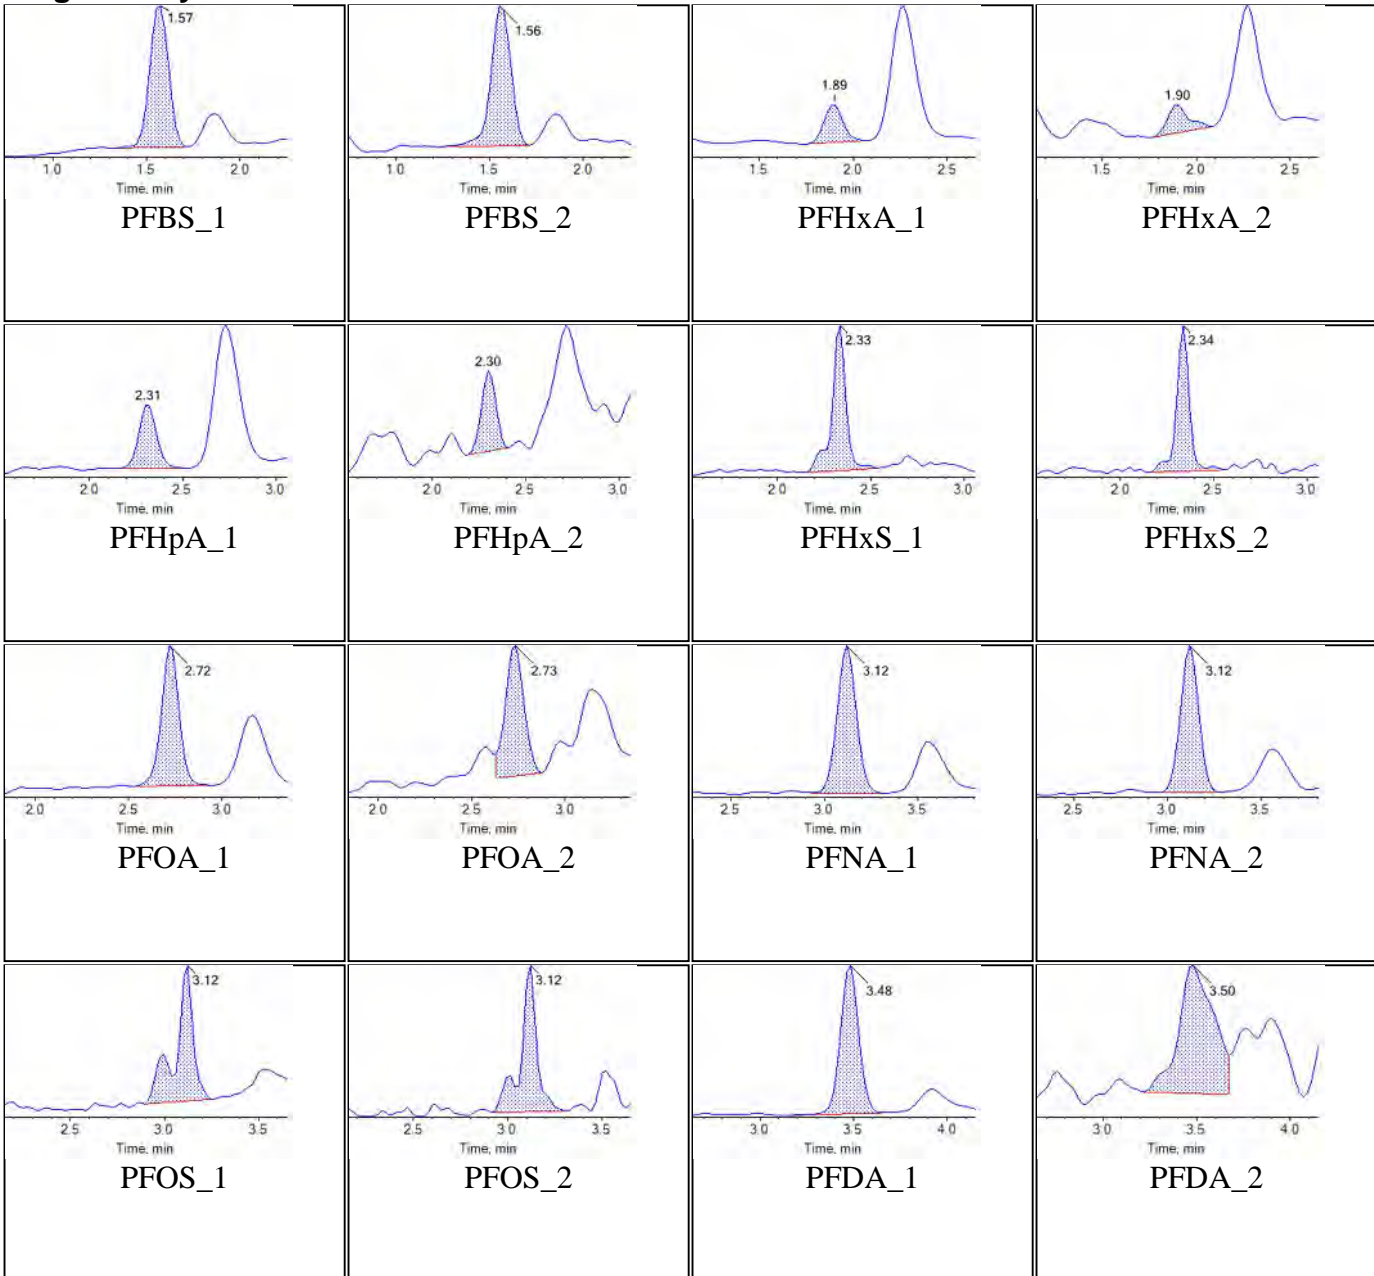 1.57 1.56 1.89 1.90
1.0 1.5 2.0 1.0 1.5 2.0 1.5 2.0 2.5 1.5 2.0 2.5
Time, min Time, min Time, min Time, min
PFBS_1 PFBS_2 PFHxA_1 PFHxA_2
2.31 2.30 2.33 2.34
2.0 2.5 3.0 2.0 2.5 3.0 2.0 2.5 3.0 2.0 2.5 3.0
Time, min Time, min Time, min Time, min
PFHpA_1 PFHpA_2 PFHxS_1 PFHxS_2
2.72 2.73 3.12 3.12
2.0 2.5 3.0 2.0 2.5 3.0 2.5 3.0 3.5 2.5 3.0 3.5
Time, min Time, min Time, min Time, min
PFOA_1 PFOA_2 PFNA_1 PFNA_2
3.12 3.12 3.48 3.50
2.5 3.0 3.5 2.5 3.0 3.5 3.0 3.5 4.0 3.0 3.5 4.0
Time, min Time, min Time, min Time, min
PFOS_1 PFOS_2 PFDA_1 PFDA_2